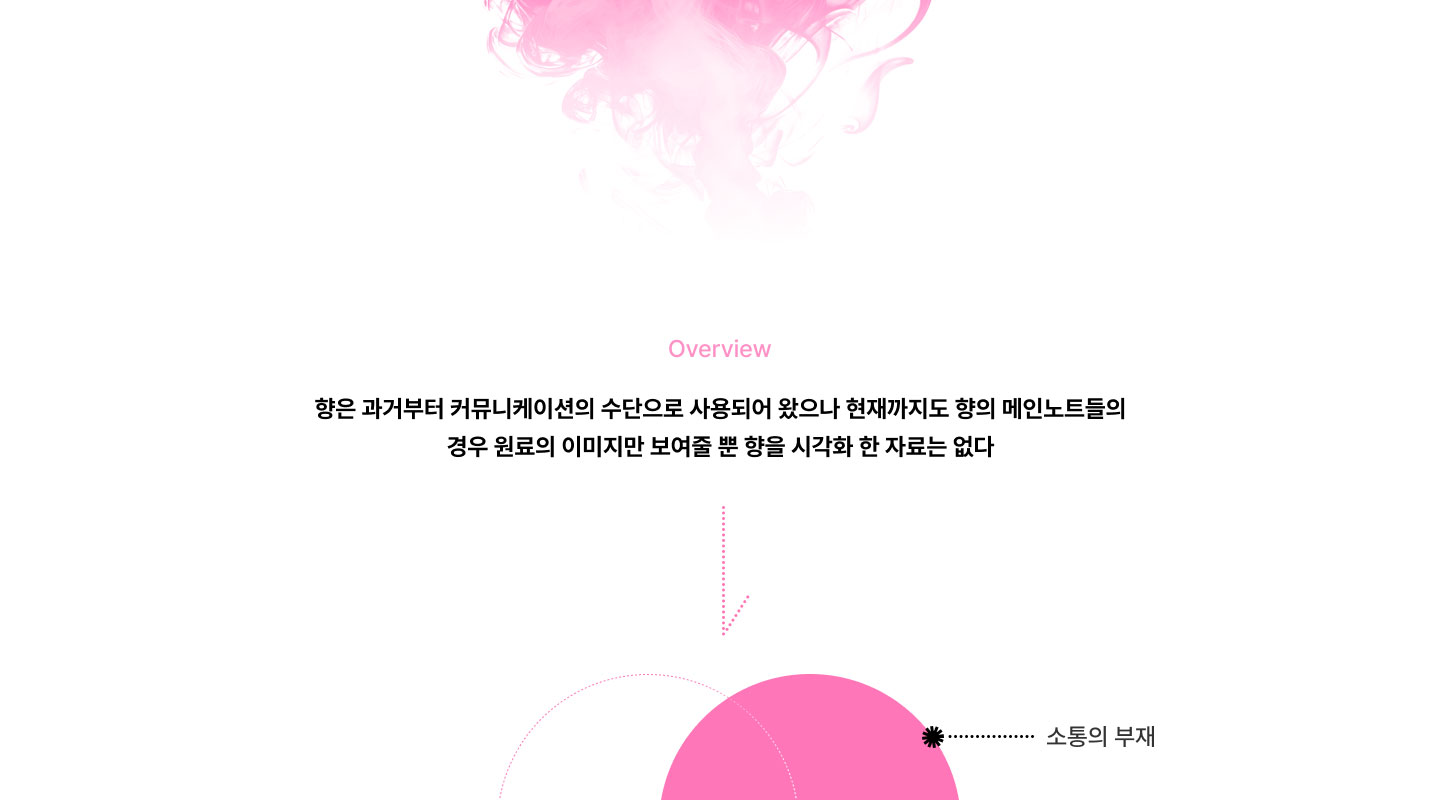 Overview
향은 과거부터 커뮤니케이션의 수단으로 사용되어 왔으나 현재까지도 향의 메인노트들의
경우 원료의 이미지만 보여줄 뿐 향을 시각화 한 자료는 없다
소통의 부재